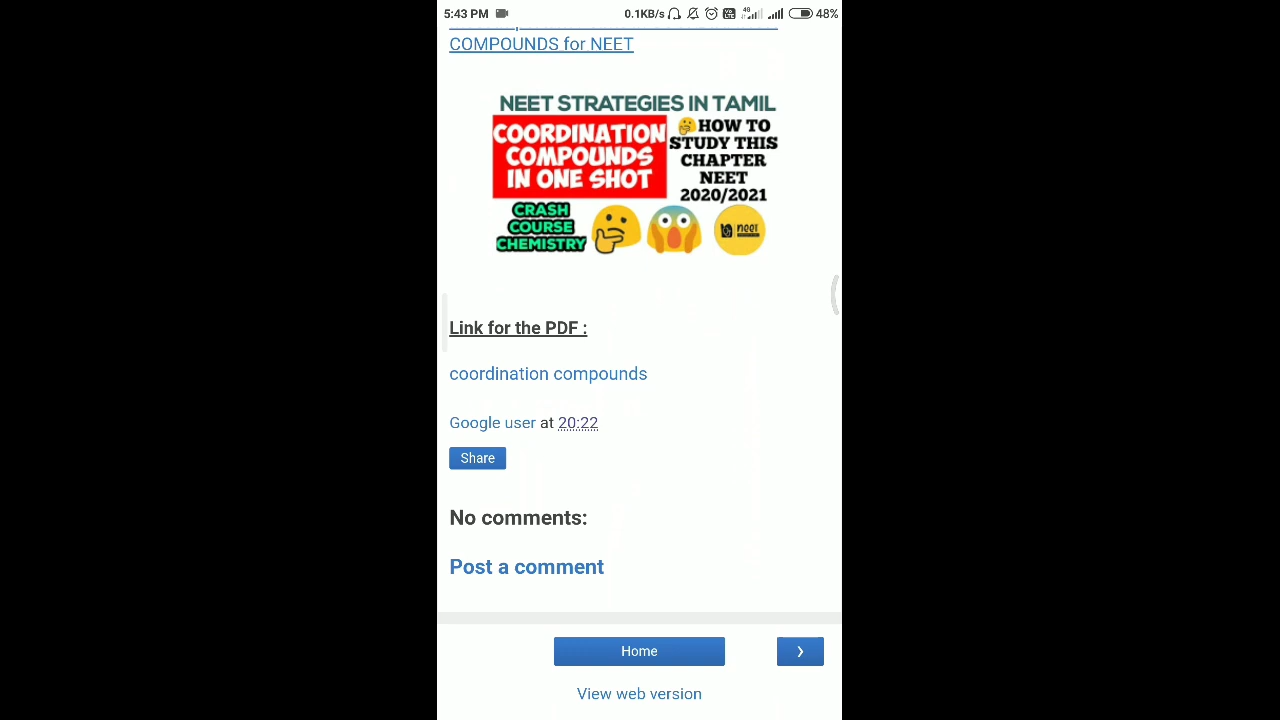 5:43 PM 0.1KB/s 4G 48%
COMPOUNDS for NEET
NEET STRATEGIES IN TAMIL
COORDINATION
COMPOUNDS
IN ONE SHOT
HOW TO
STUDY THIS
CHAPTER
NEET
2020/2021
CRASH
COURSE
CHEMISTRY
neet
Link for the PDF :
coordination compounds
Google user at 20:22
Share
No comments:
Post a comment
Home
›
View web version